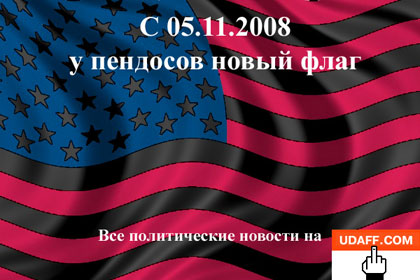 С 05.11.2008
у пендосов новый флаг
Все политические новости на
UDAFF.COM